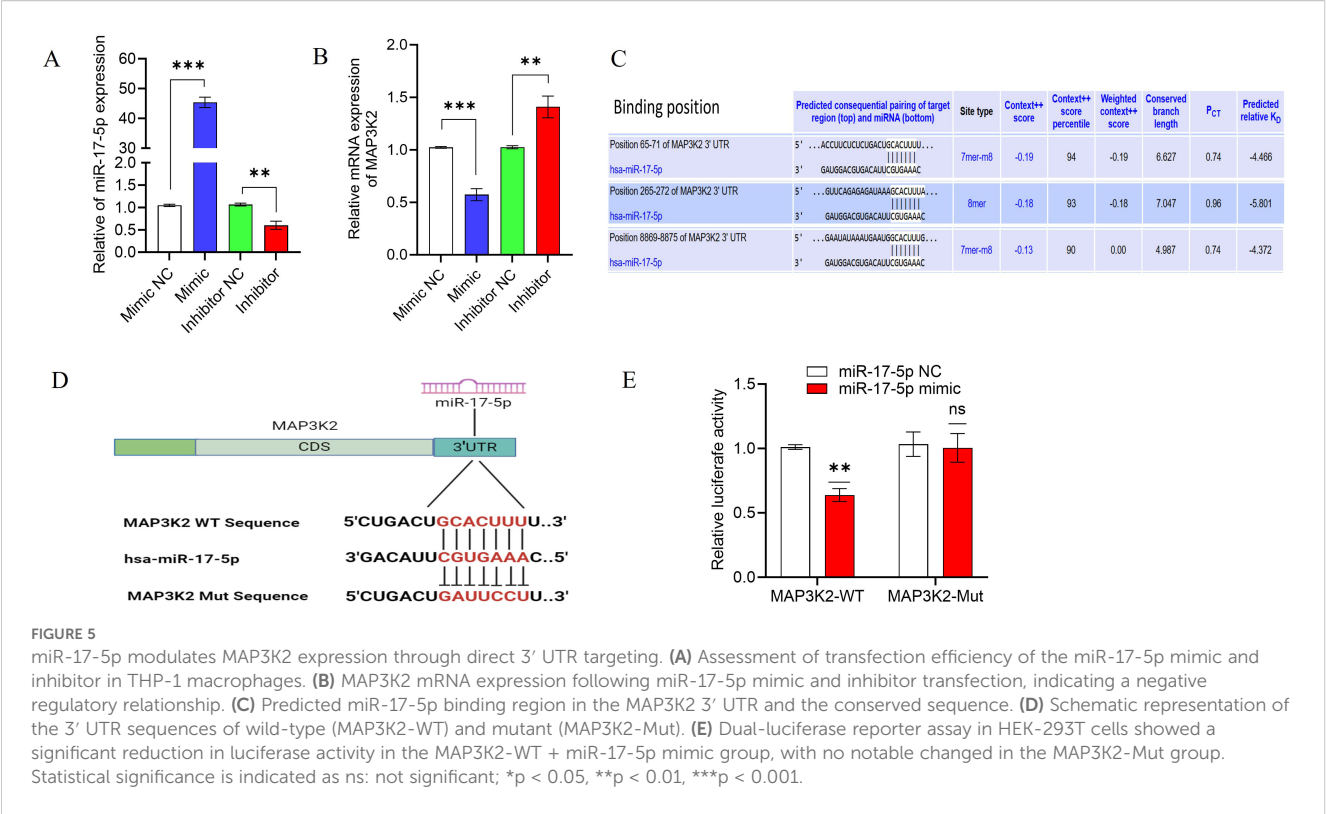 A
Relative of miR-17-5p expression
60
50
40
30
2.0
1.5
1.0
0.5
0.0
***
**
Mimic NC
Mimic
Inhibitor NC
Inhibitor
B
Relative mRNA expression
of MAP3K2
2.0
1.5
1.0
0.5
0.0
***
**
Mimic NC
Mimic
Inhibitor NC
Inhibitor
C
Binding position
Predicted consequential pairing of target region (top) and miRNA (bottom)
Site type
Context++ score
Context++ score percentile
Weighted context++ score
Conserved branch length
PCT
Predicted relative KD
Position 65-71 of MAP3K2 3' UTR
5' ...ACCUUCUCUCUGACUGCACUUUU...
hsa-miR-17-5p
3' GAUGGACGUGACAUUCGUGAAAC
7mer-m8
-0.19
94
-0.19
6.627
0.74
-4.466
Position 265-272 of MAP3K2 3' UTR
5' ...GUUCAGAGAGAUAAAGCACUUUA...
hsa-miR-17-5p
3' GAUGGACGUGACAUUCGUGAAAC
8mer
-0.18
93
-0.18
7.047
0.96
-5.801
Position 8869-8875 of MAP3K2 3' UTR
5' ...GAAUAUAAAUGAAUGGCACUUUG...
hsa-miR-17-5p
3' GAUGGACGUGACAUUCGUGAAAC
7mer-m8
-0.13
90
0.00
4.987
0.74
-4.372
D
miR-17-5p
MAP3K2
CDS
3'UTR
MAP3K2 WT Sequence 5'CUGACUGCACUUUU..3'
hsa-miR-17-5p 3'GACAUUCGUGAAAC..5'
MAP3K2 Mut Sequence 5'CUGACUGAUUCCUU..3'
E
miR-17-5p NC
miR-17-5p mimic
Relative luciferafe activity
1.5
1.0
0.5
0.0
**
ns
MAP3K2-WT
MAP3K2-Mut
FIGURE 5
miR-17-5p modulates MAP3K2 expression through direct 3′ UTR targeting. (A) Assessment of transfection efficiency of the miR-17-5p mimic and
inhibitor in THP-1 macrophages. (B) MAP3K2 mRNA expression following miR-17-5p mimic and inhibitor transfection, indicating a negative
regulatory relationship. (C) Predicted miR-17-5p binding region in the MAP3K2 3′ UTR and the conserved sequence. (D) Schematic representation of
the 3′ UTR sequences of wild-type (MAP3K2-WT) and mutant (MAP3K2-Mut). (E) Dual-luciferase reporter assay in HEK-293T cells showed a
significant reduction in luciferase activity in the MAP3K2-WT + miR-17-5p mimic group, with no notable changed in the MAP3K2-Mut group.
Statistical significance is indicated as ns: not significant; *p < 0.05, **p < 0.01, ***p < 0.001.